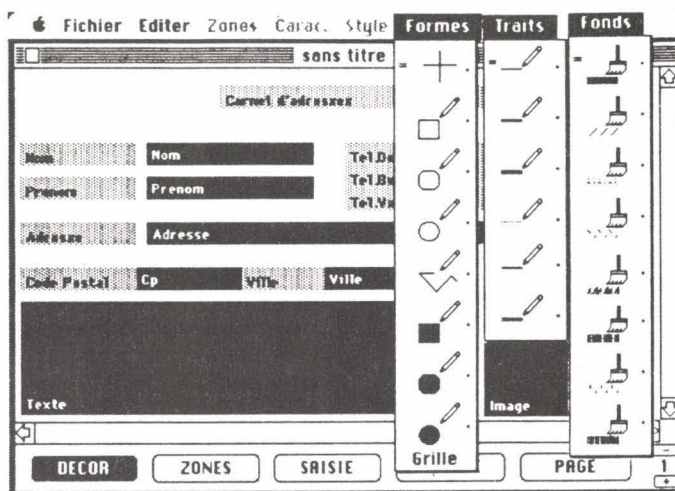 Fichier Editer Zones Carac. Style Formes Traits Fonds
sans titre
Carnet d'adresses
Nom Nom
Prenom Prenom
Adresse Adresse
Code Postal Cp Ville Ville
Texte
Image
Grille
DECOR ZONES SAISIE PAGE 1